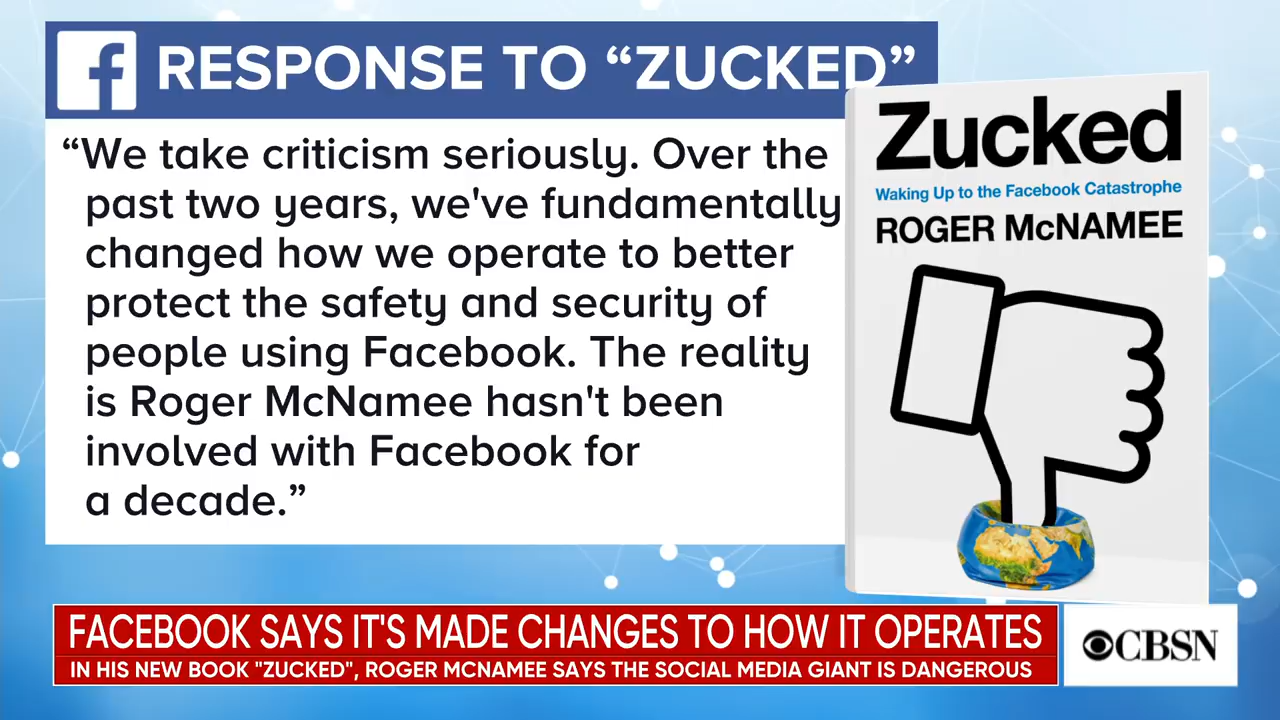 RESPONSE TO “ZUCKED”
“We take criticism seriously. Over the
past two years, we've fundamentally
changed how we operate to better
protect the safety and security of
people using Facebook. The reality
is Roger McNamee hasn't been
involved with Facebook for
a decade.”
Zucked
Waking Up to the Facebook Catastrophe
ROGER McNAMEE
FACEBOOK SAYS IT'S MADE CHANGES TO HOW IT OPERATES
IN HIS NEW BOOK "ZUCKED", ROGER MCNAMEE SAYS THE SOCIAL MEDIA GIANT IS DANGEROUS
CBSN